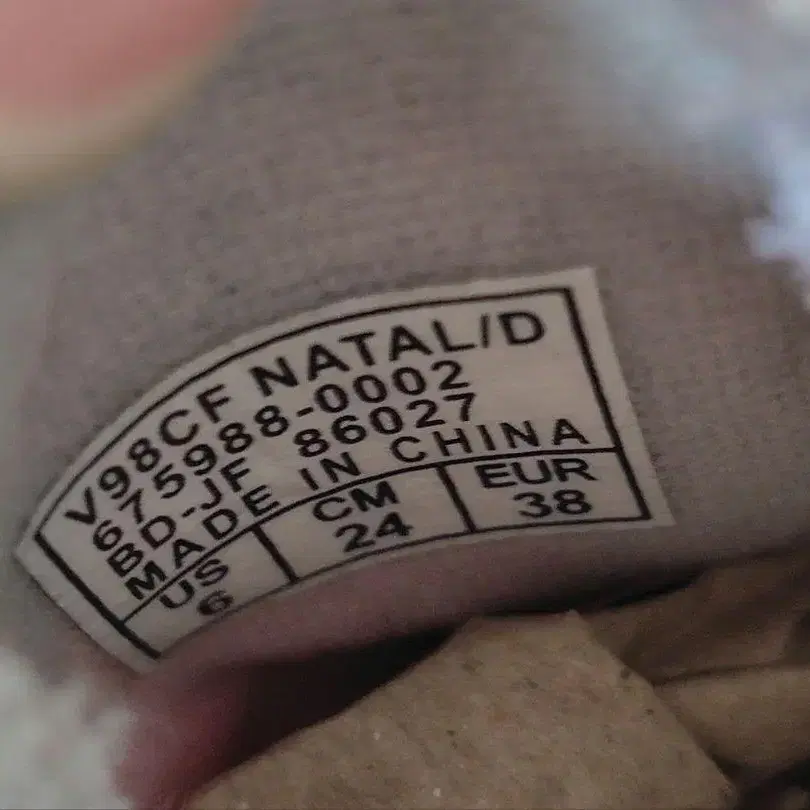 V98CF NATAL/D
675988-0002
BD-JF 86027
MADE IN CHINA
US CM EUR
6 24 38